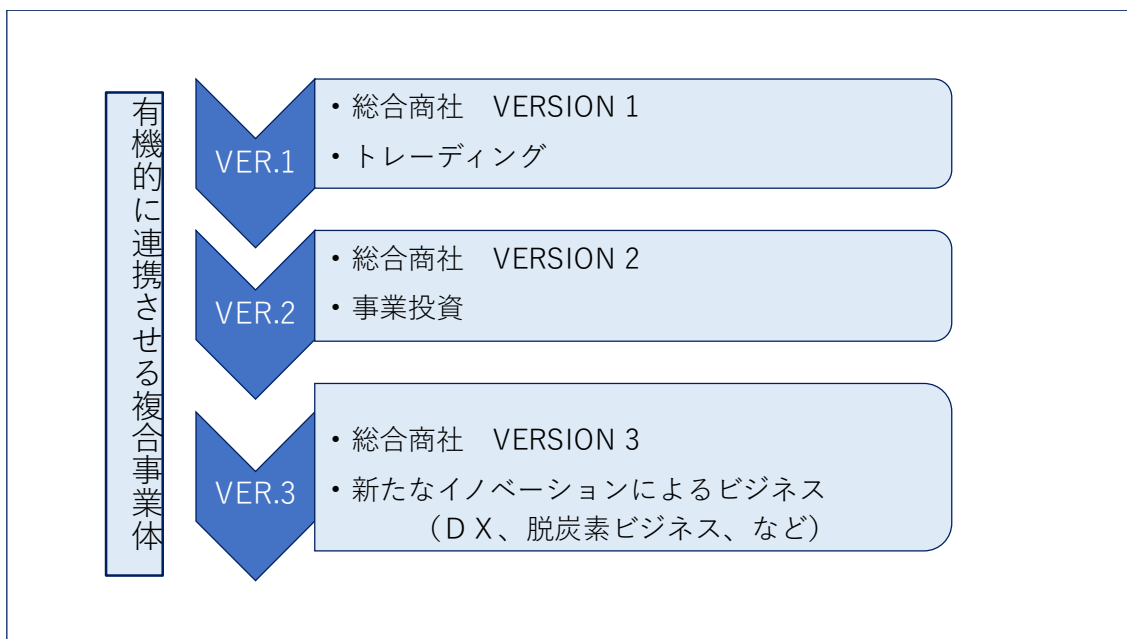 有機的に連携させる複合事業体
VER.1
・総合商社　VERSION 1
・トレーディング
VER.2
・総合商社　VERSION 2
・事業投資
VER.3
・総合商社　VERSION 3
・新たなイノベーションによるビジネス
（ＤＸ、脱炭素ビジネス、など）